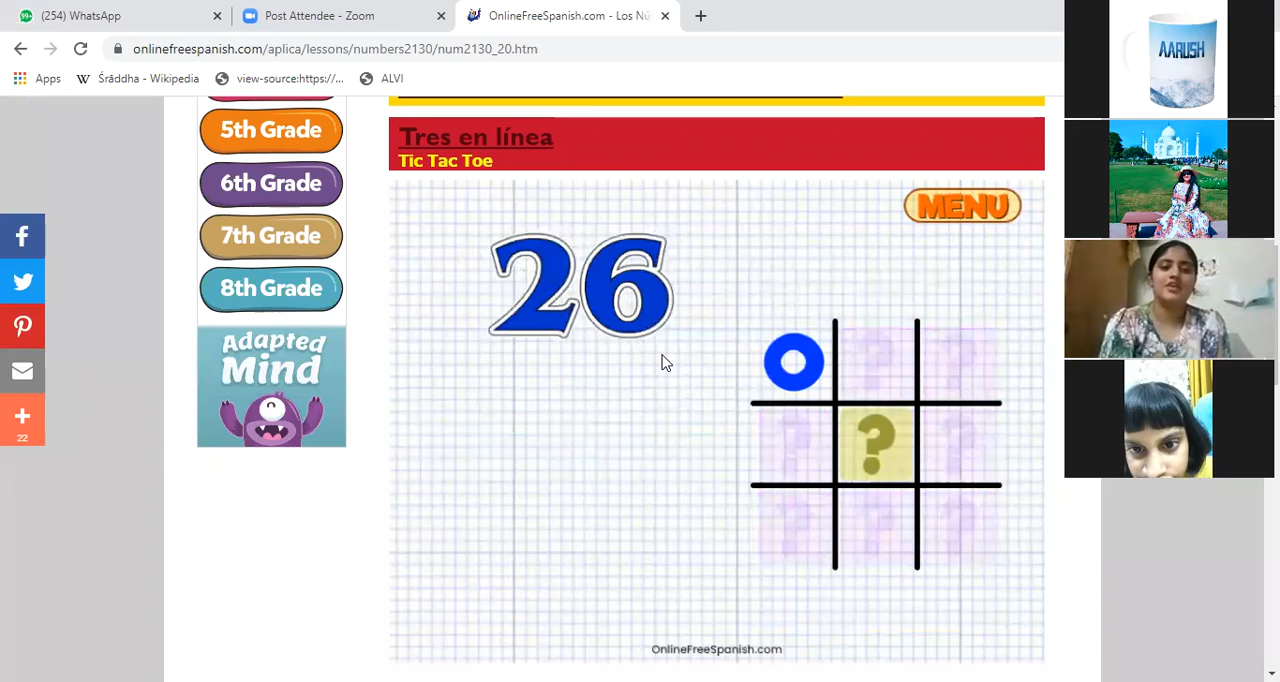 99+ (254) WhatsApp
Post Attendee - Zoom
OnlineFreeSpanish.com - Los Nú
onlinefreespanish.com/aplica/lessons/numbers2130/num2130_20.htm
Apps
W Śrāddha - Wikipedia
view-source:https://...
ALVI
5th Grade
6th Grade
7th Grade
8th Grade
22
Adapted
Mind
Tres en línea
Tic Tac Toe
MENU
26
?
? ?
? ? ?
? ? ?
OnlineFreeSpanish.com
AARUSH